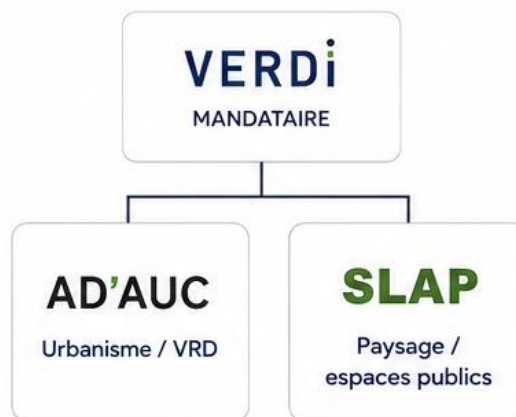 VERDi
MANDATAIRE
AD'AUC
Urbanisme / VRD
SLAP
Paysage /
espaces publics